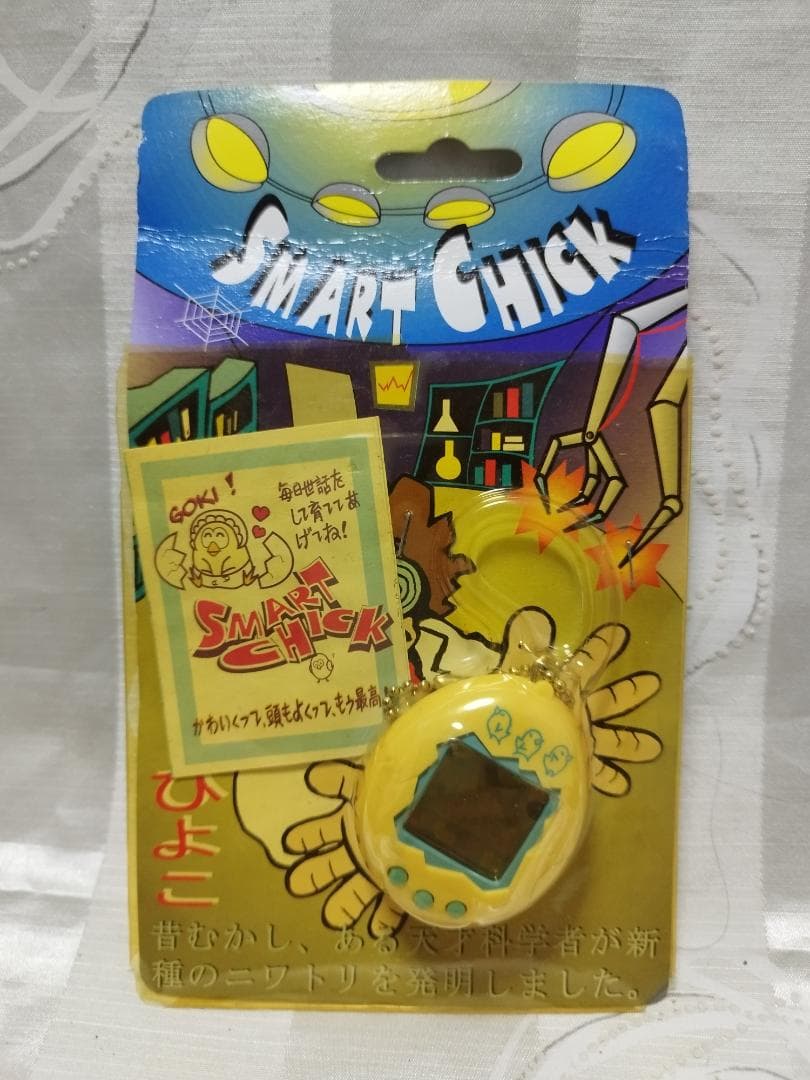 SMART CHICK
GOKI!
毎日世話を
して育ててあ
げてね!
SMART
CHICK
かわいくって、頭もよくって、もう最高
ひよこ
昔むかし、ある天才科学者が新
種のニワトリを発明しました。